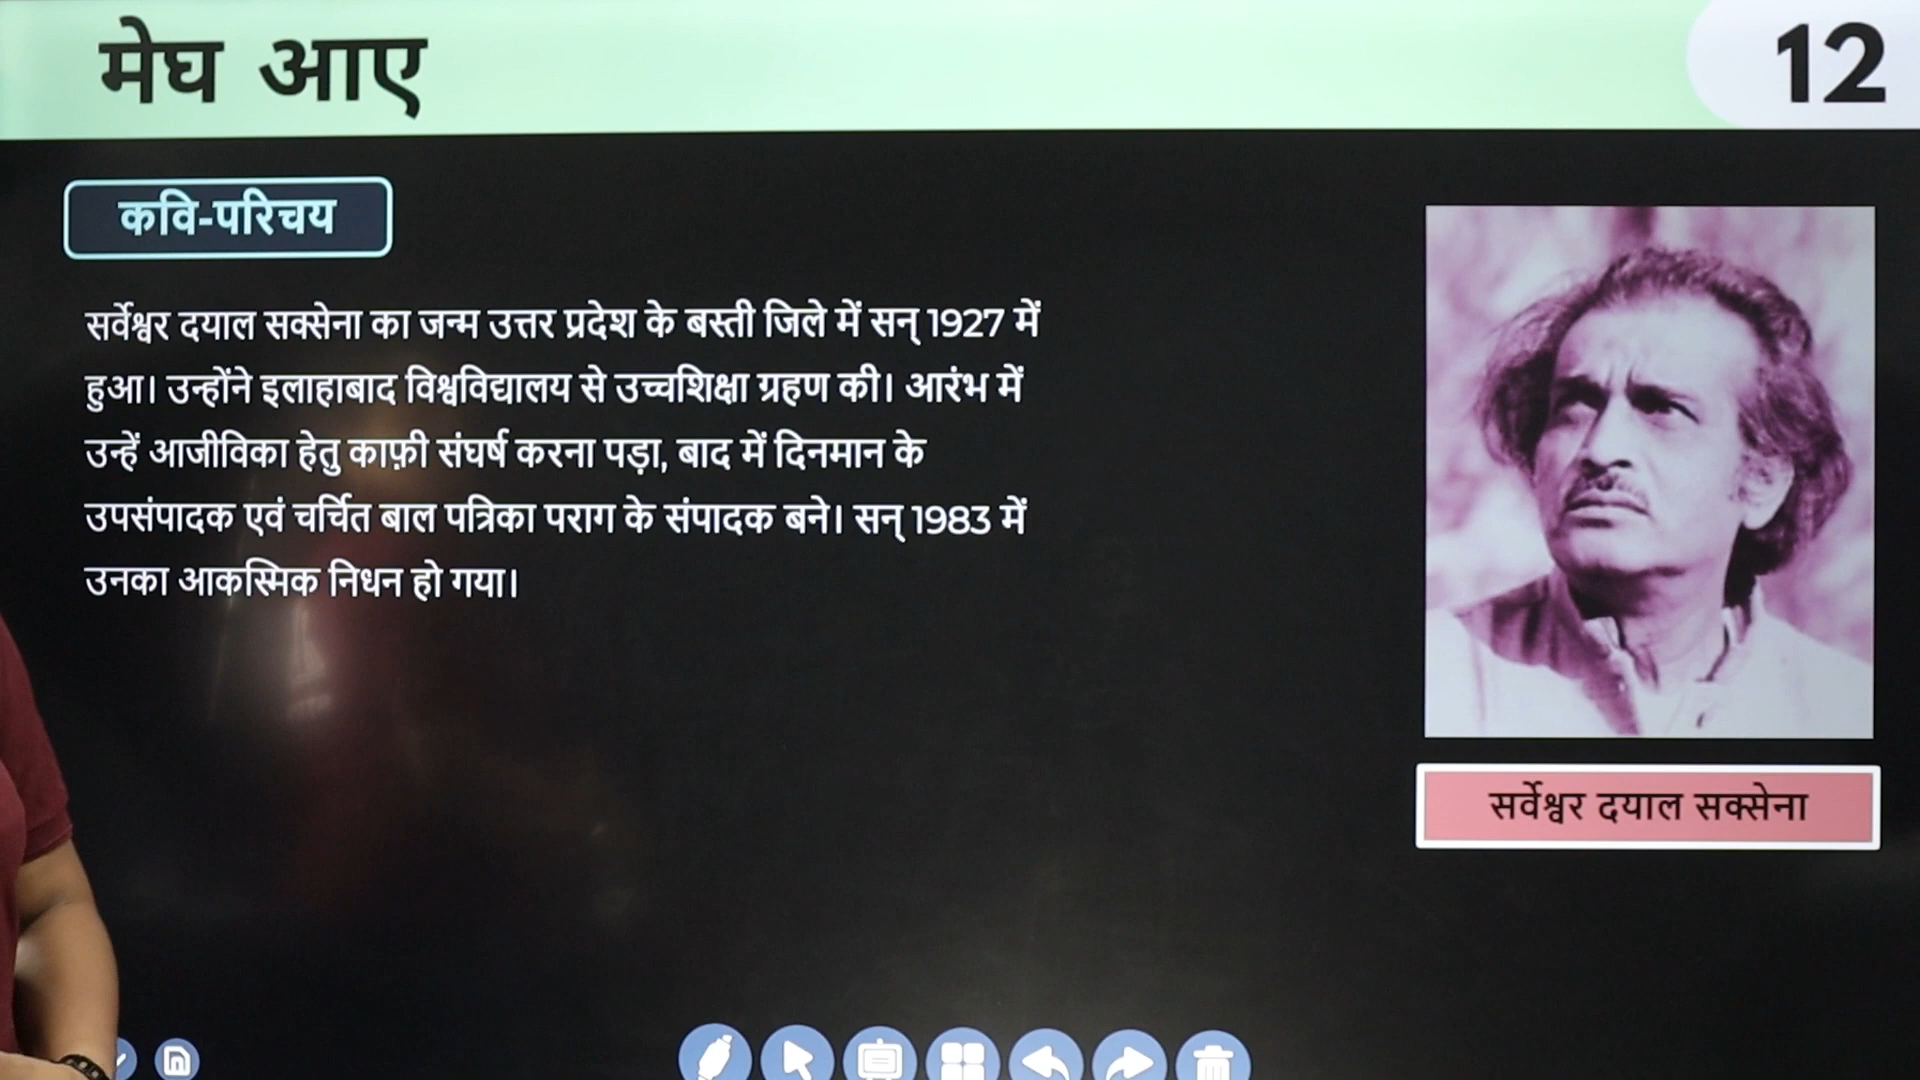 मेघ आए
12
कवि-परिचय
सर्वेश्वर दयाल सक्सेना का जन्म उत्तर प्रदेश के बस्ती जिले में सन् 1927 में
हुआ। उन्होंने इलाहाबाद विश्वविद्यालय से उच्चशिक्षा ग्रहण की। आरंभ में
उन्हें आजीविका हेतु काफ़ी संघर्ष करना पड़ा, बाद में दिनमान के
उपसंपादक एवं चर्चित बाल पत्रिका पराग के संपादक बने। सन् 1983 में
उनका आकस्मिक निधन हो गया।
सर्वेश्वर दयाल सक्सेना